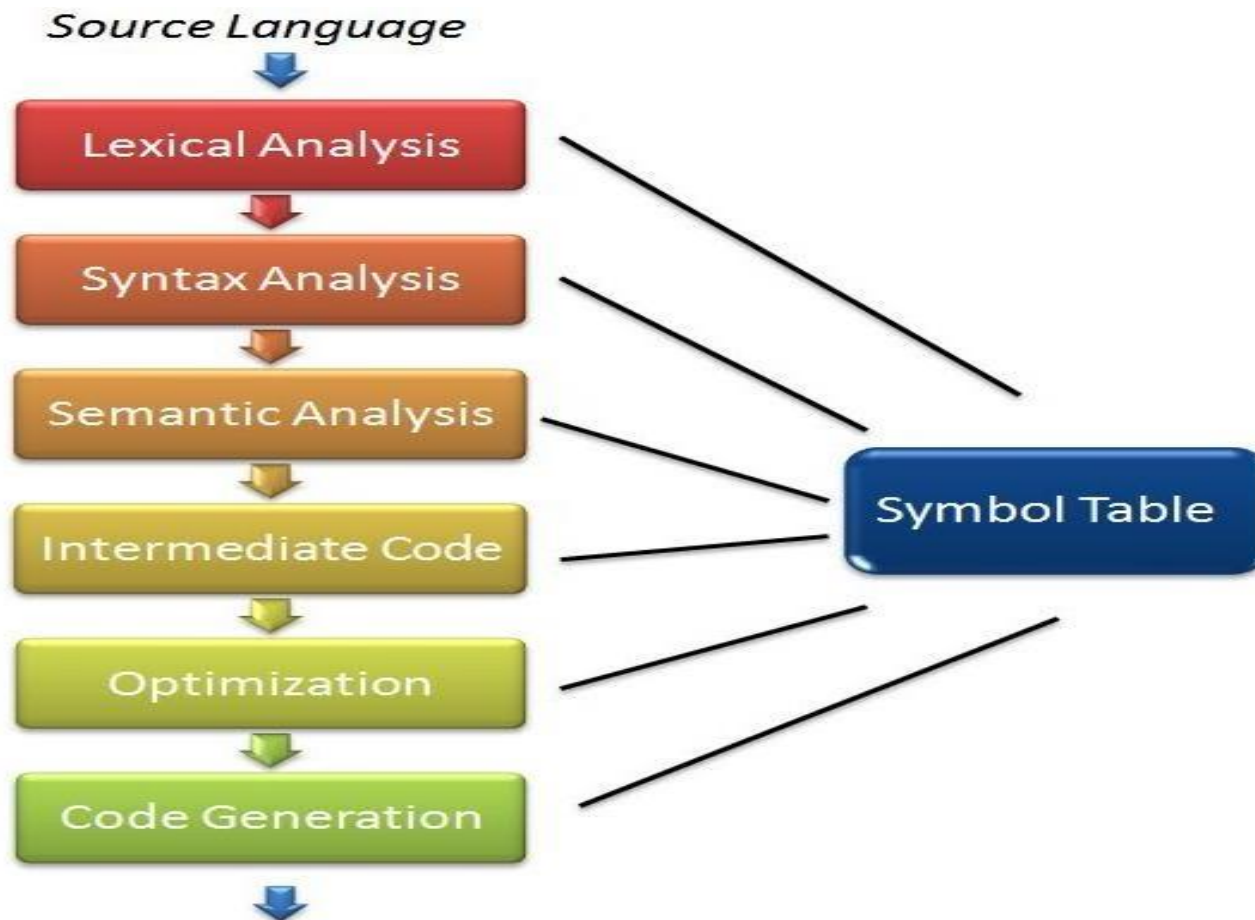 Source Language
Lexical Analysis
Syntax Analysis
Semantic Analysis
Symbol Table
Intermediate Code
Optimization
Code Generation